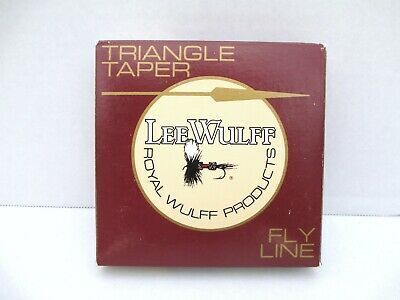 TRIANGLE
TAPER
LEE WULFF
ROYAL WULFF PRODUCTS
®
FLY
LINE